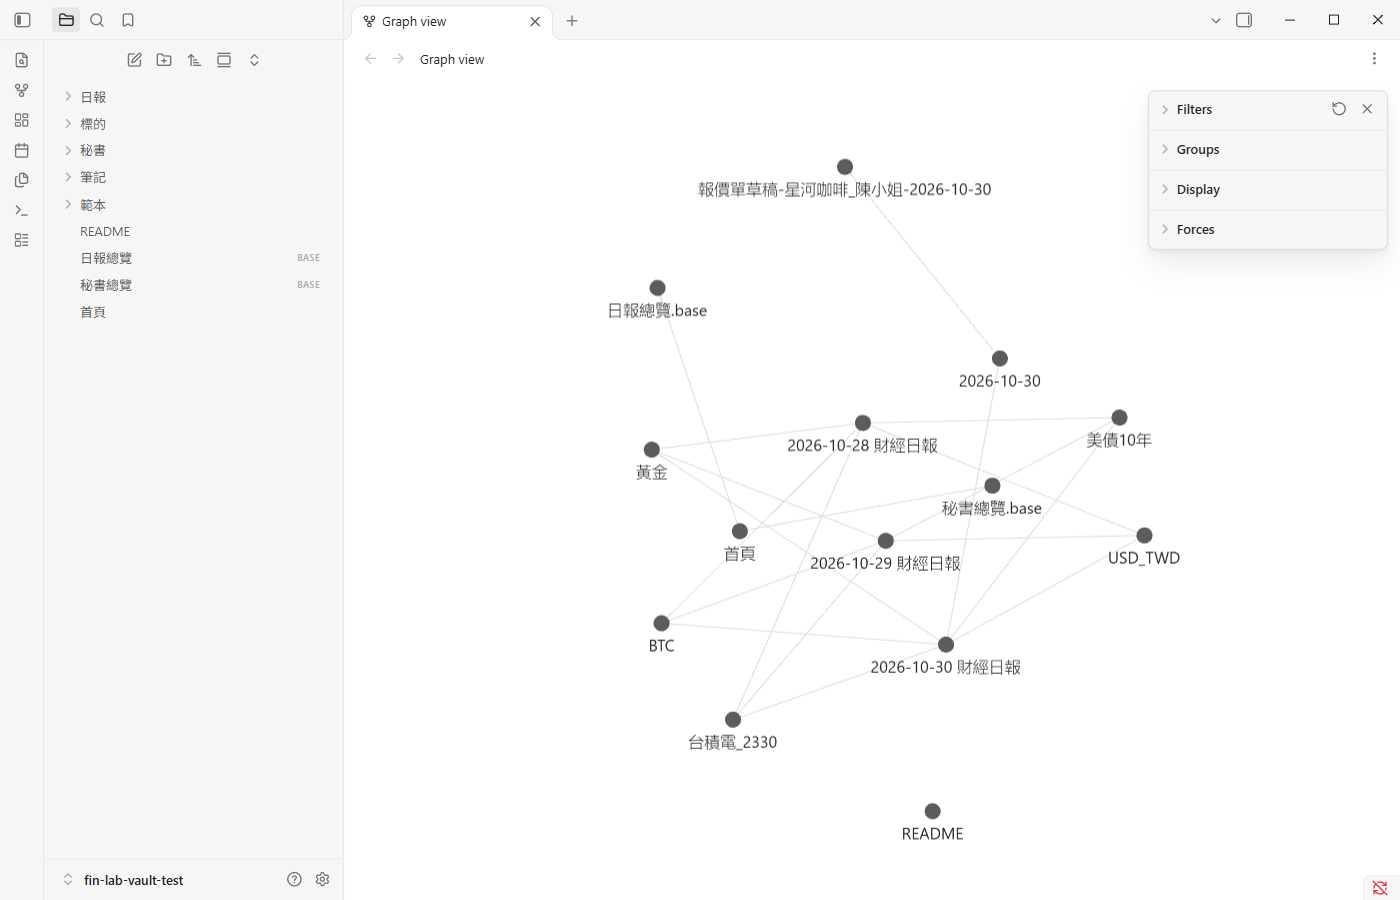 Graph view
Graph view
日報
標的
秘書
筆記
範本
README
日報總覽 BASE
秘書總覽 BASE
首頁
fin-lab-vault-test
Filters
Groups
Display
Forces
報價單草稿-星河咖啡_陳小姐-2026-10-30
日報總覽.base
2026-10-30
2026-10-28 財經日報
美債10年
黃金
秘書總覽.base
首頁
2026-10-29 財經日報
USD_TWD
BTC
2026-10-30 財經日報
台積電_2330
README